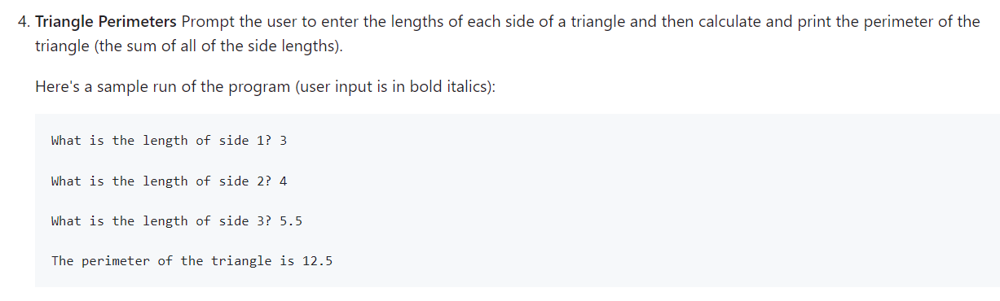 4. Triangle Perimeters Prompt the user to enter the lengths of each side of a triangle and then calculate and print the perimeter of the
triangle (the sum of all of the side lengths).
Here's a sample run of the program (user input is in bold italics):
What is the length of side 1? 3
What is the length of side 2? 4
What is the length of side 3? 5.5
The perimeter of the triangle is 12.5